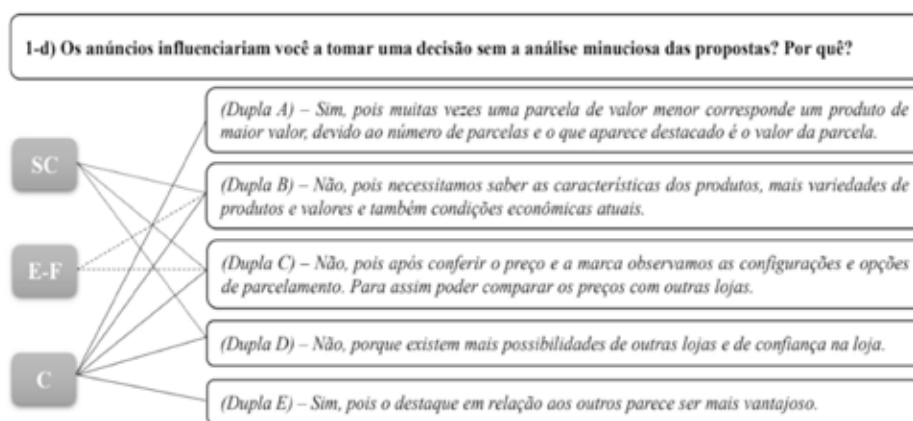 1-d) Os anúncios influenciariam você a tomar uma decisão sem a análise minuciosa das propostas? Por quê?
(Dupla A) – Sim, pois muitas vezes uma parcela de valor menor corresponde um produto de
maior valor, devido ao número de parcelas e o que aparece destacado é o valor da parcela.
SC
(Dupla B) – Não, pois necessitamos saber as características dos produtos, mais variedades de
produtos e valores e também condições econômicas atuais.
E-F
(Dupla C) – Não, pois após conferir o preço e a marca observamos as configurações e opções
de parcelamento. Para assim poder comparar os preços com outras lojas.
(Dupla D) – Não, porque existem mais possibilidades de outras lojas e de confiança na loja.
C
(Dupla E) – Sim, pois o destaque em relação aos outros parece ser mais vantajoso.